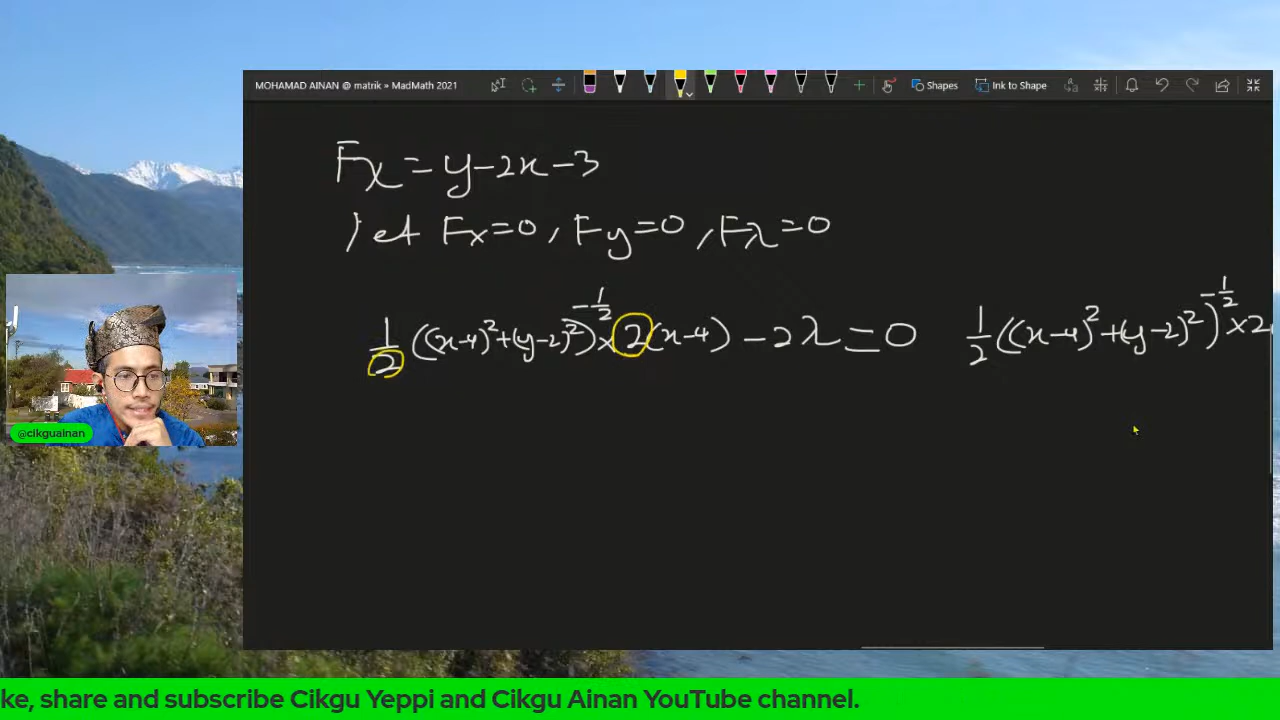 MOHAMAD AINAN @ matrik » MadMath 2021
Shapes
Ink to Shape
Fx = y-2x-3
let Fx=0, Fy=0, Fλ=0
1/2 ((x-4)²+(y-2)²)^-1/2 × 2(x-4) - 2λ = 0
1/2 ((x-4)²+(y-2)²)^-1/2 × 2
@cikguainan
ke, share and subscribe Cikgu Yeppi and Cikgu Ainan YouTube channel.